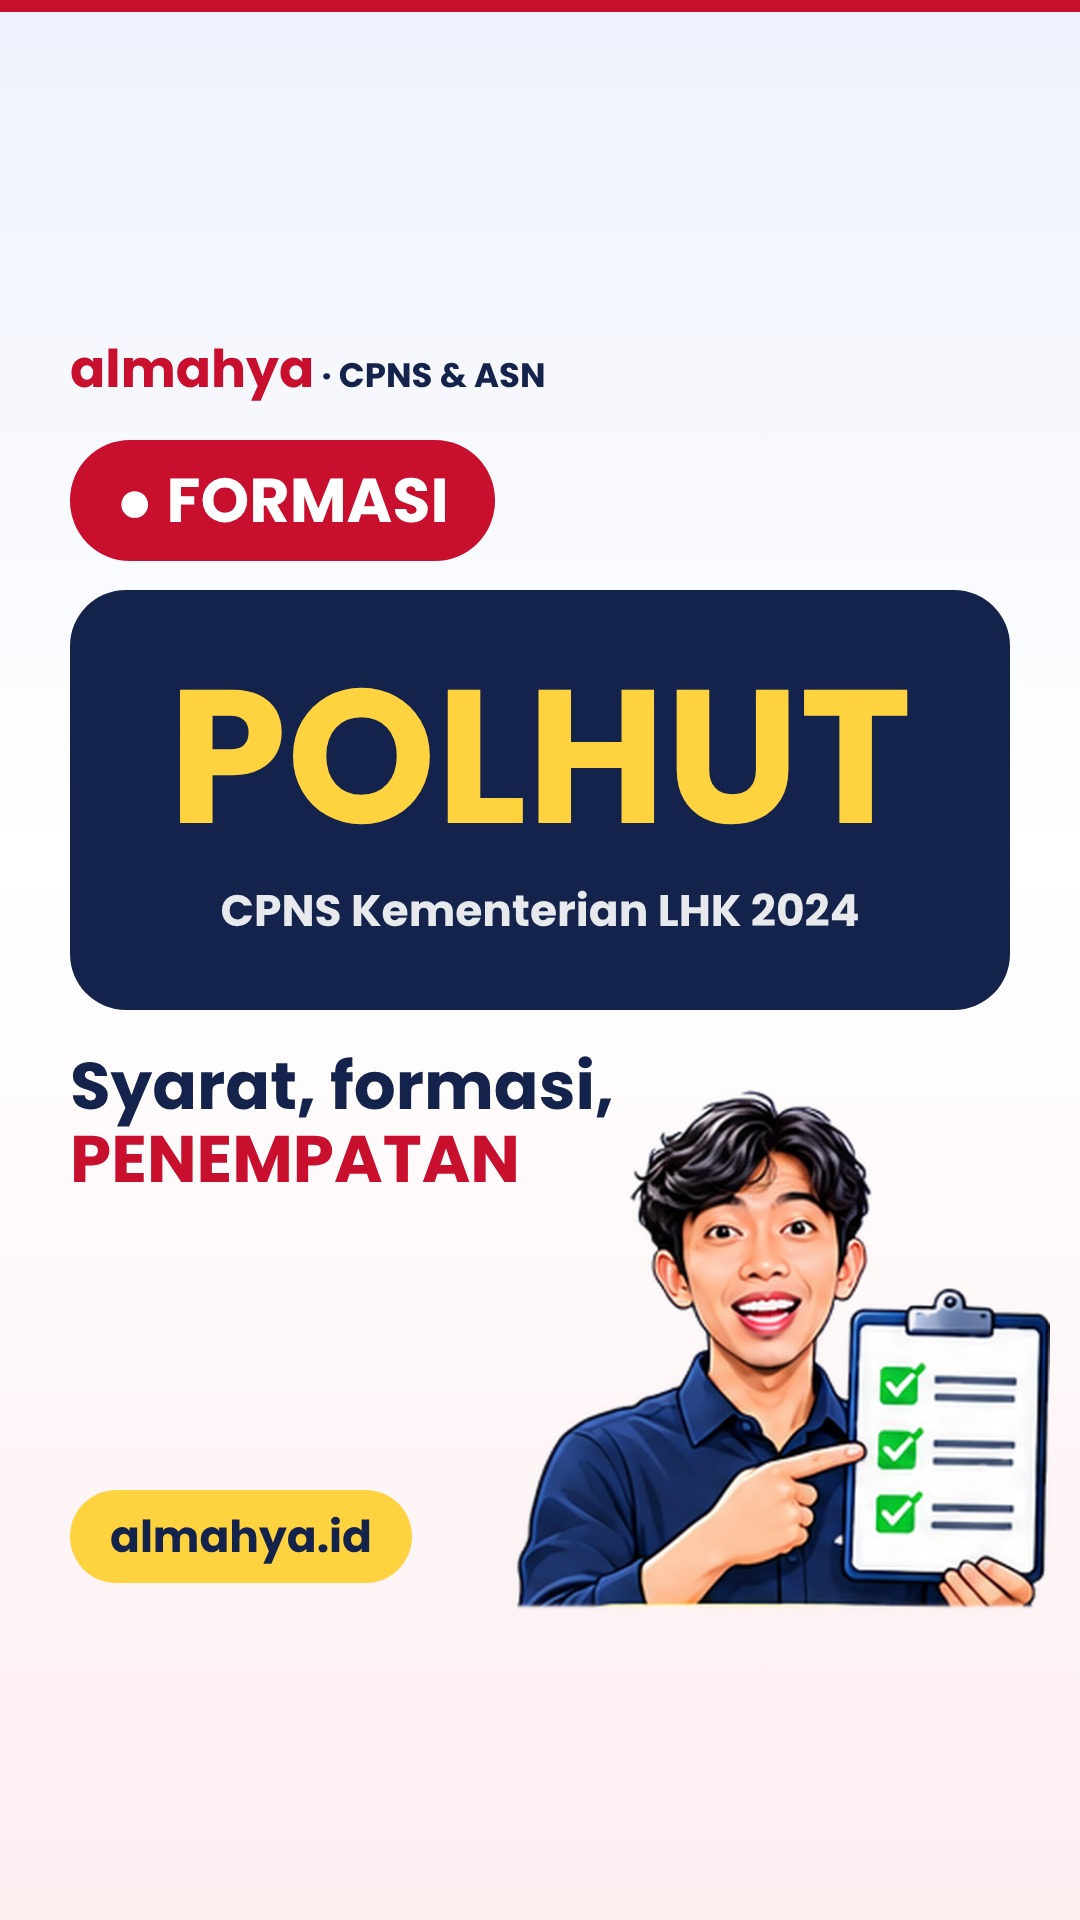 almahya · CPNS & ASN
● FORMASI
POLHUT
CPNS Kementerian LHK 2024
Syarat, formasi,
PENEMPATAN
almahya.id